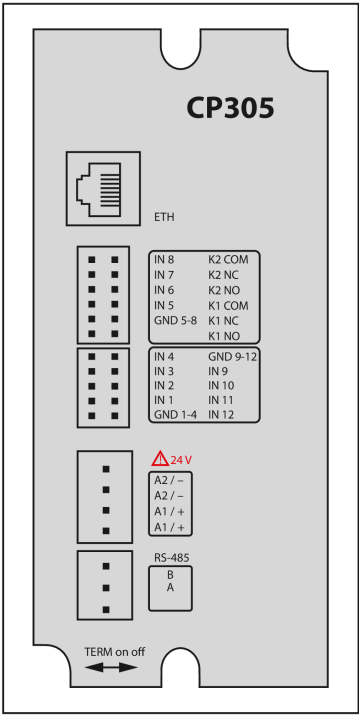 CP305
ETH
IN 8 K2 COM
IN 7 K2 NC
IN 6 K2 NO
IN 5 K1 COM
GND 5-8 K1 NC
K1 NO
IN 4 GND 9-12
IN 3 IN 9
IN 2 IN 10
IN 1 IN 11
GND 1-4 IN 12
24 V
A2 / –
A2 / –
A1 / +
A1 / +
RS-485
B
A
TERM on off